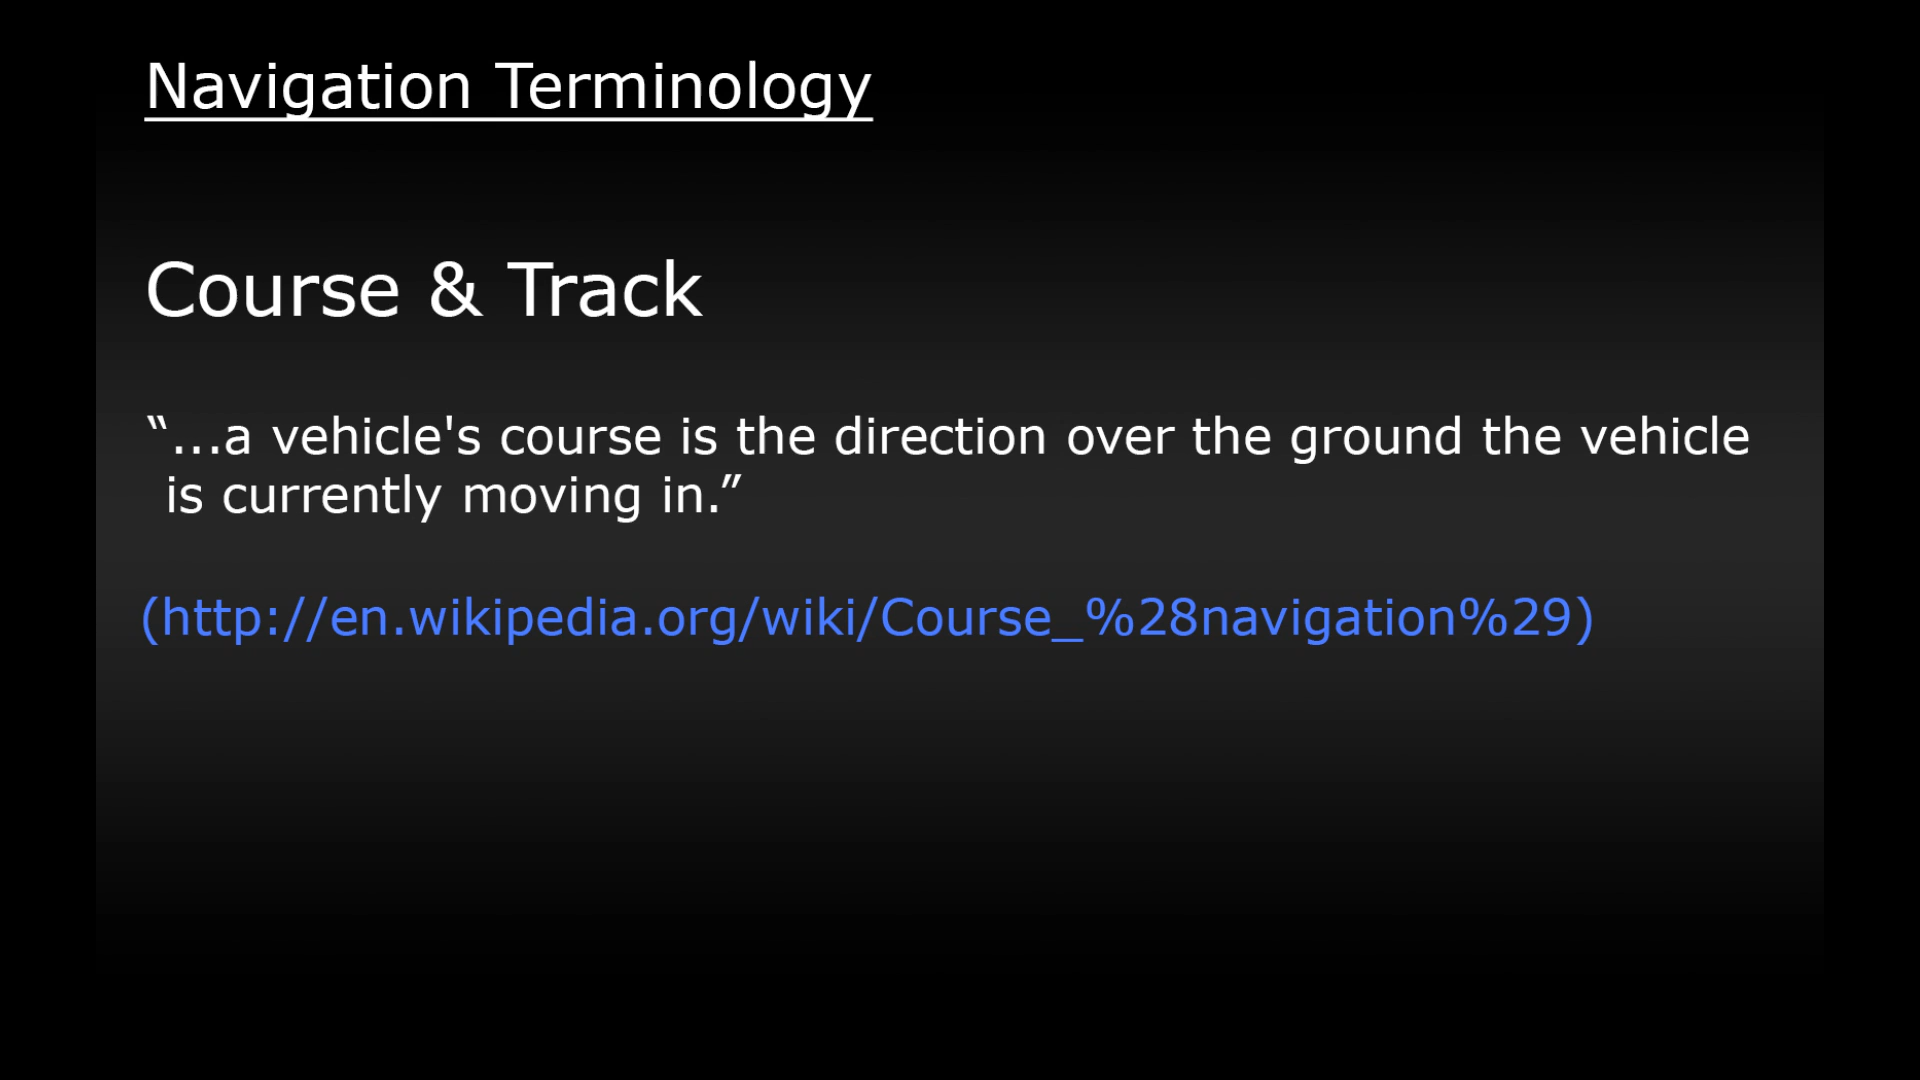 Navigation Terminology
Course & Track
“...a vehicle's course is the direction over the ground the vehicle
is currently moving in.”
(http://en.wikipedia.org/wiki/Course_%28navigation%29)